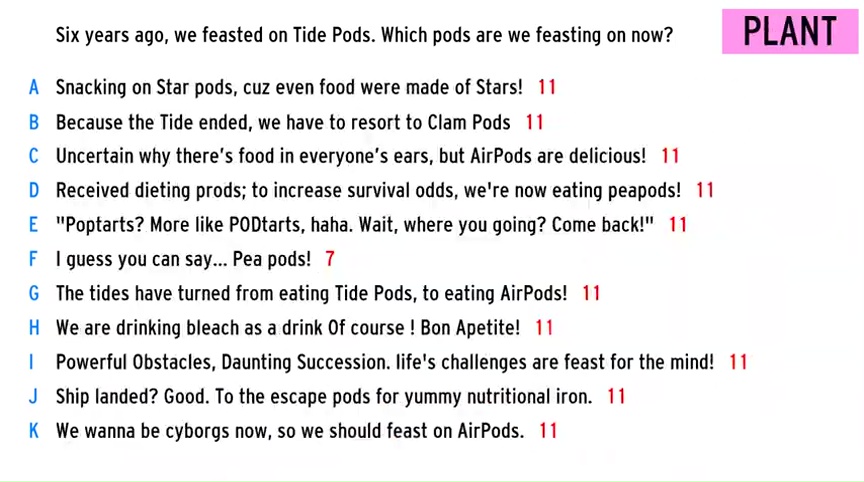 Six years ago, we feasted on Tide Pods. Which pods are we feasting on now?
PLANT
A Snacking on Star pods, cuz even food were made of Stars! 11
B Because the Tide ended, we have to resort to Clam Pods 11
C Uncertain why there's food in everyone's ears, but AirPods are delicious! 11
D Received dieting prods; to increase survival odds, we're now eating peapods! 11
E "Poptarts? More like PODtarts, haha. Wait, where you going? Come back!" 11
F I guess you can say... Pea pods! 7
G The tides have turned from eating Tide Pods, to eating AirPods! 11
H We are drinking bleach as a drink Of course ! Bon Apetite! 11
I Powerful Obstacles, Daunting Succession. life's challenges are feast for the mind! 11
J Ship landed? Good. To the escape pods for yummy nutritional iron. 11
K We wanna be cyborgs now, so we should feast on AirPods. 11